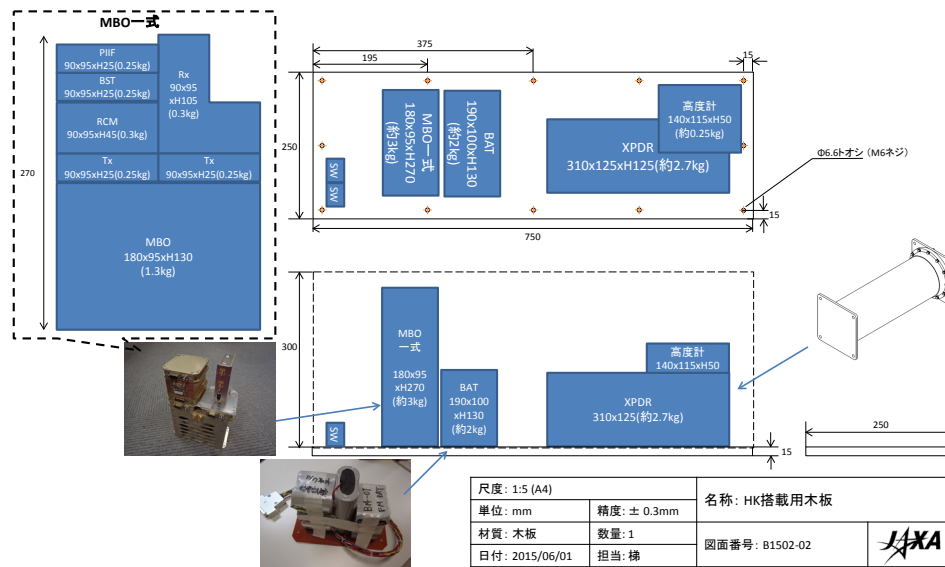 MBO一式
270
PIIF
90x95xH25(0.25kg)
BST
90x95xH25(0.25kg)
RCM
90x95xH45(0.3kg)
Rx
90x95
xH105
(0.3kg)
Tx
90x95xH25(0.25kg)
Tx
90x95xH25(0.25kg)
MBO
180x95xH130
(1.3kg)
375
195
15
250
SW
SW
MBO一式
180x95xH270
(約3kg)
BAT
190x100xH130
(約2kg)
XPDR
310x125xH125(約2.7kg)
高度計
140x115xH50
(約0.25kg)
Φ6.6トオシ (M6ネジ)
15
750
300
SW
MBO
一式
180x95
xH270
(約3kg)
BAT
190x100
xH130
(約2kg)
高度計
140x115xH50
XPDR
310x125(約2.7kg)
15
250
尺度: 1:5 (A4)
単位: mm
精度: ± 0.3mm
材質: 木板
数量: 1
日付: 2015/06/01
担当: 梯
名称: HK搭載用木板
図面番号: B1502-02
JAXA